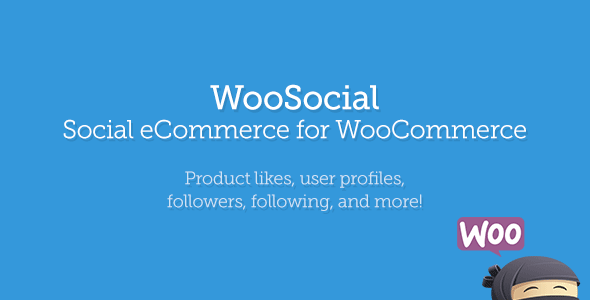 WooSocial
Social eCommerce for WooCommerce
Product likes, user profiles,
followers, following, and more!
Woo